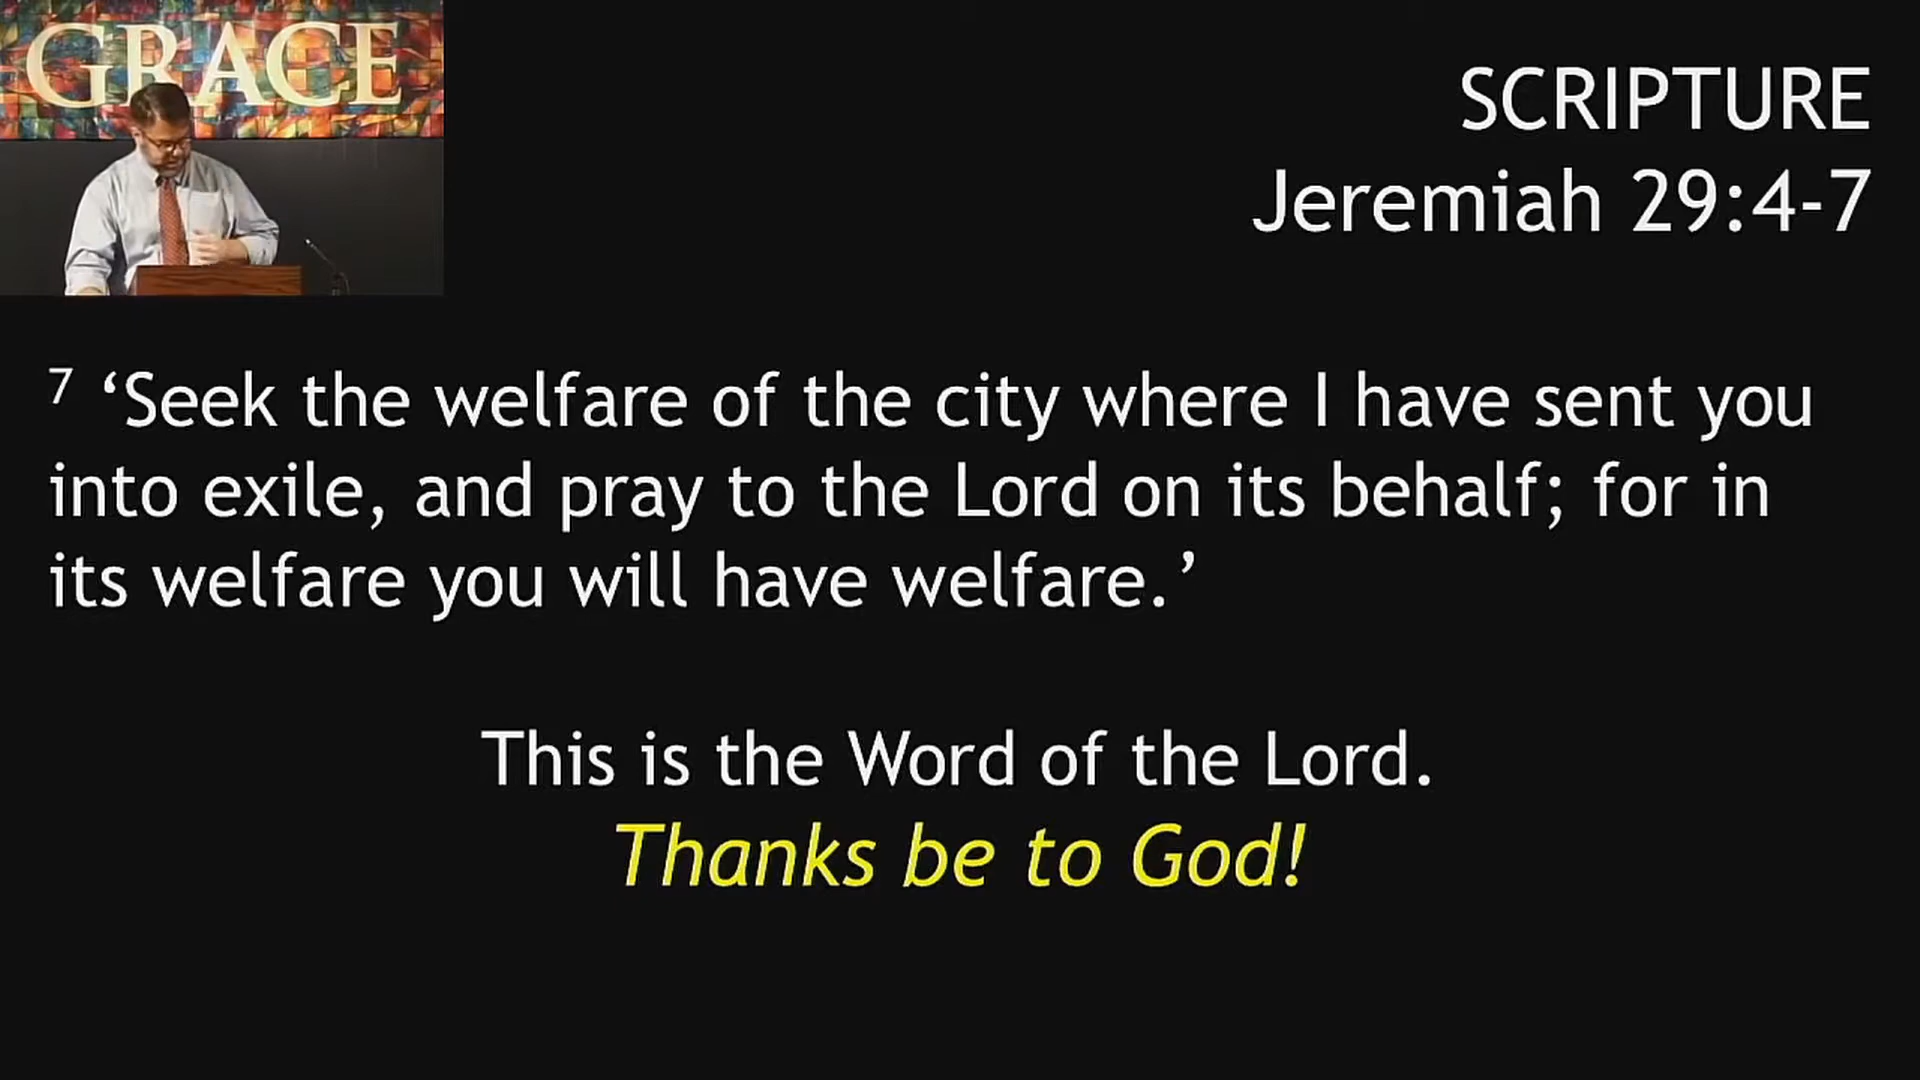 GRACE
SCRIPTURE
Jeremiah 29:4-7
7 ‘Seek the welfare of the city where I have sent you
into exile, and pray to the Lord on its behalf; for in
its welfare you will have welfare.’
This is the Word of the Lord.
Thanks be to God!